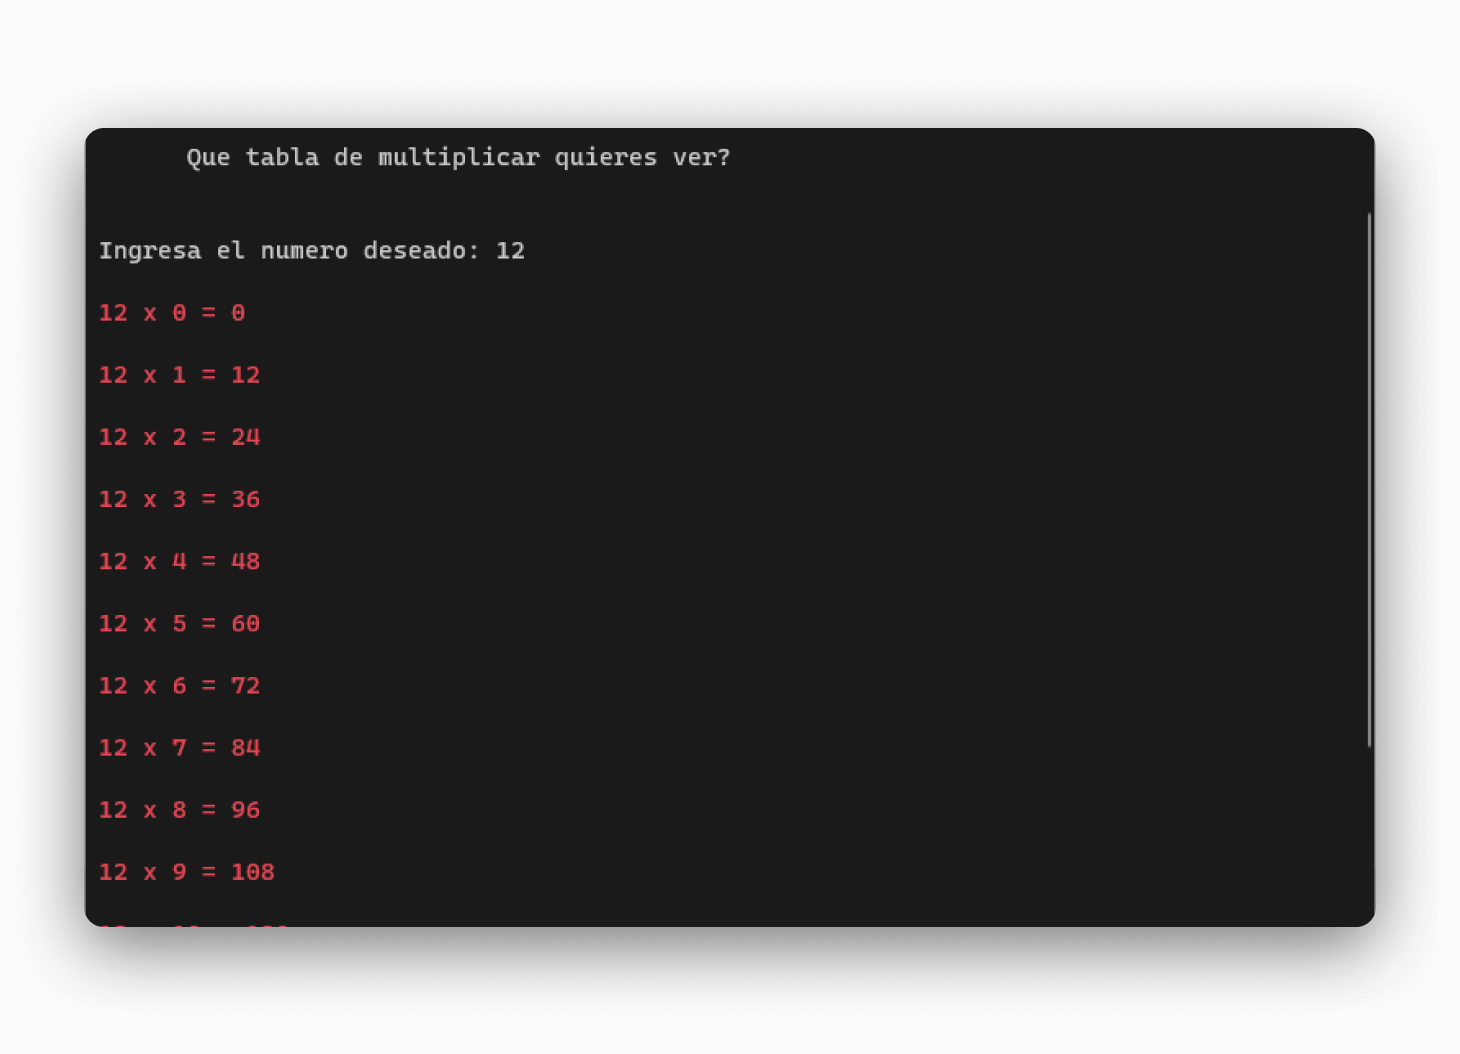 Que tabla de multiplicar quieres ver?
Ingresa el numero deseado: 12
12 x 0 = 0
12 x 1 = 12
12 x 2 = 24
12 x 3 = 36
12 x 4 = 48
12 x 5 = 60
12 x 6 = 72
12 x 7 = 84
12 x 8 = 96
12 x 9 = 108